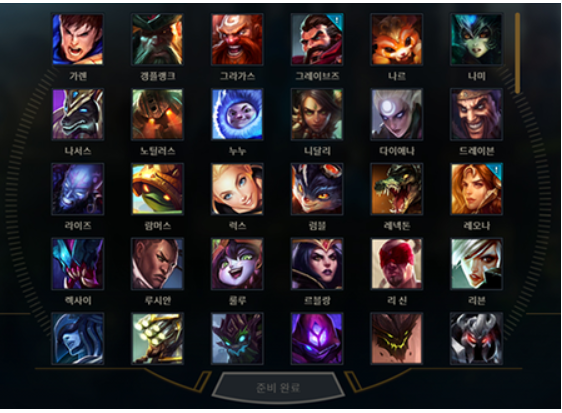 가렌 갱플랭크 그라가스 그레이브즈 나르 나미
나서스 노틸러스 누누 니달리 다이애나 드레이븐
라이즈 람머스 럭스 럼블 레넥톤 레오나
렉사이 루시안 룰루 르블랑 리 신 리븐
준비 완료